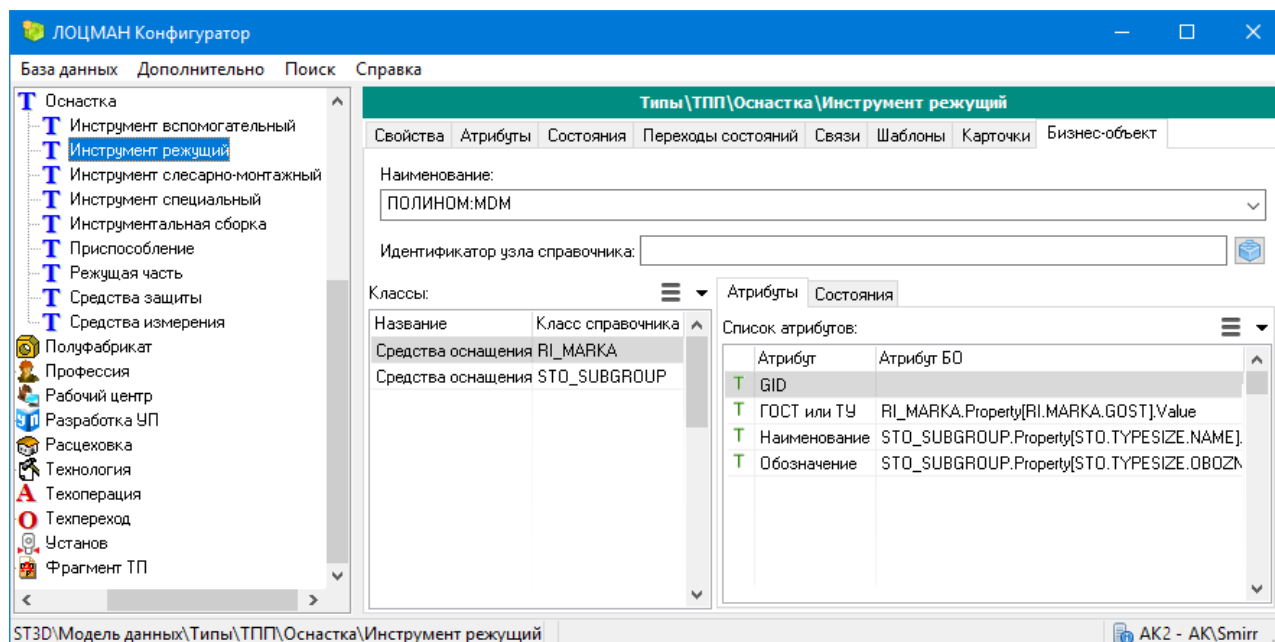 ЛОЦМАН Конфигуратор
База данных Дополнительно Поиск Справка
Оснастка
Инструмент вспомогательный
Инструмент режущий
Инструмент слесарно-монтажный
Инструмент специальный
Инструментальная сборка
Приспособление
Режущая часть
Средства защиты
Средства измерения
Полуфабрикат
Профессия
Рабочий центр
Разработка УП
Расцеховка
Технология
Техоперация
Техпереход
Установ
Фрагмент ТП
Типы\ТПП\Оснастка\Инструмент режущий
Свойства Атрибуты Состояния Переходы состояний Связи Шаблоны Карточки Бизнес-объект
Наименование:
ПОЛИНОМ:MDM
Идентификатор узла справочника:
Классы:
Название Класс справочника
Средства оснащения RI_MARKA
Средства оснащения STO_SUBGROUP
Атрибуты Состояния
Список атрибутов:
Атрибут Атрибут БО
GID
ГОСТ или ТУ RI_MARKA.Property[RI.MARKA.GOST].Value
Наименование STO_SUBGROUP.Property[STO.TYPESIZE.NAME].
Обозначение STO_SUBGROUP.Property[STO.TYPESIZE.OBOZN
ST3D\Модель данных\Типы\ТПП\Оснастка\Инструмент режущий
AK2 - AK\Smirr